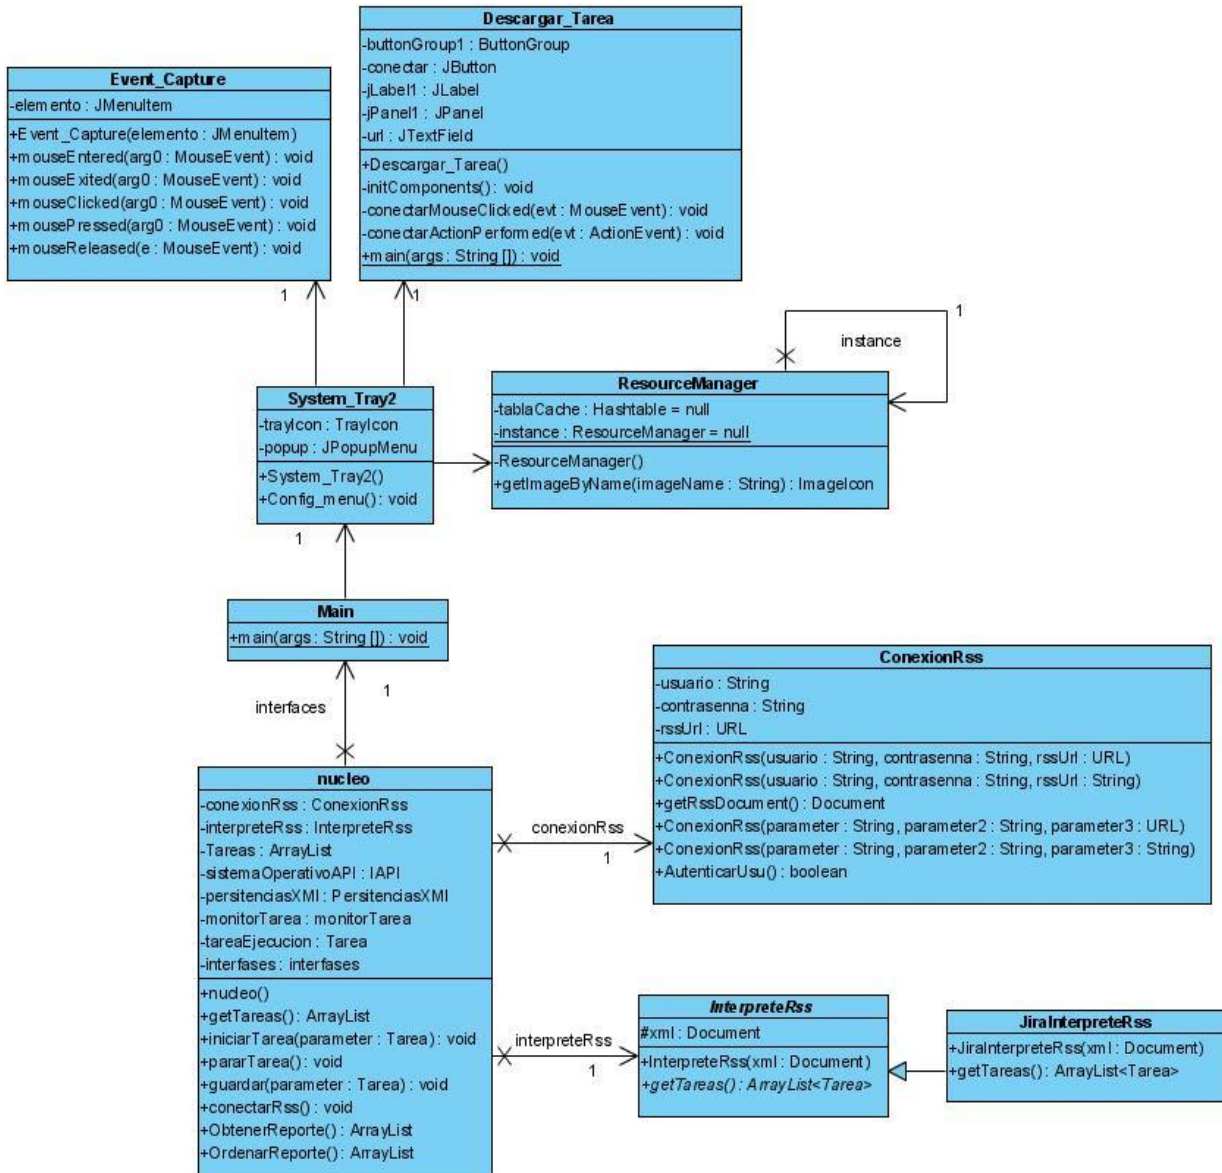 Descargar_Tarea
-buttonGroup1 : ButtonGroup
-conectar : JButton
-jLabel1 : JLabel
-jPanel1 : JPanel
-url : JTextField
+Descargar_Tarea()
-initComponents() : void
-conectarMouseClicked(evt : MouseEvent) : void
-conectarActionPerformed(evt : ActionEvent) : void
+main(args : String []) : void
Event_Capture
-elemento : JMenuItem
+Event_Capture(elemento : JMenuItem)
+mouseEntered(arg0 : MouseEvent) : void
+mouseExited(arg0 : MouseEvent) : void
+mouseClicked(arg0 : MouseEvent) : void
+mousePressed(arg0 : MouseEvent) : void
+mouseReleased(e : MouseEvent) : void
1
1
1
instance
System_Tray2
-trayIcon : TrayIcon
-popup : JPopupMenu
+System_Tray2()
+Config_menu() : void
ResourceManager
-tablaCache : Hashtable = null
-instance : ResourceManager = null
-ResourceManager()
+getImageByName(imageName : String) : ImageIcon
1
Main
+main(args : String []) : void
1
interfaces
ConexionRss
-usuario : String
-contrasenna : String
-rssUrl : URL
+ConexionRss(usuario : String, contrasenna : String, rssUrl : URL)
+ConexionRss(usuario : String, contrasenna : String, rssUrl : String)
+getRssDocument() : Document
+ConexionRss(parameter : String, parameter2 : String, parameter3 : URL)
+ConexionRss(parameter : String, parameter2 : String, parameter3 : String)
+AutenticarUsu() : boolean
nucleo
-conexionRss : ConexionRss
-interpreteRss : InterpreteRss
-Tareas : ArrayList
-sistemaOperativoAPI : IAPI
-persitenciasXMl : PersitenciasXMl
-monitorTarea : monitorTarea
-tareaEjecucion : Tarea
-interfases : interfases
+nucleo()
+getTareas() : ArrayList
+iniciarTarea(parameter : Tarea) : void
+pararTarea() : void
+guardar(parameter : Tarea) : void
+conectarRss() : void
+ObtenerReporte() : ArrayList
+OrdenarReporte() : ArrayList
conexionRss
1
interpreteRss
1
InterpreteRss
#xml : Document
+InterpreteRss(xml : Document)
+getTareas() : ArrayList<Tarea>
JiraInterpreteRss
+JiraInterpreteRss(xml : Document)
+getTareas() : ArrayList<Tarea>